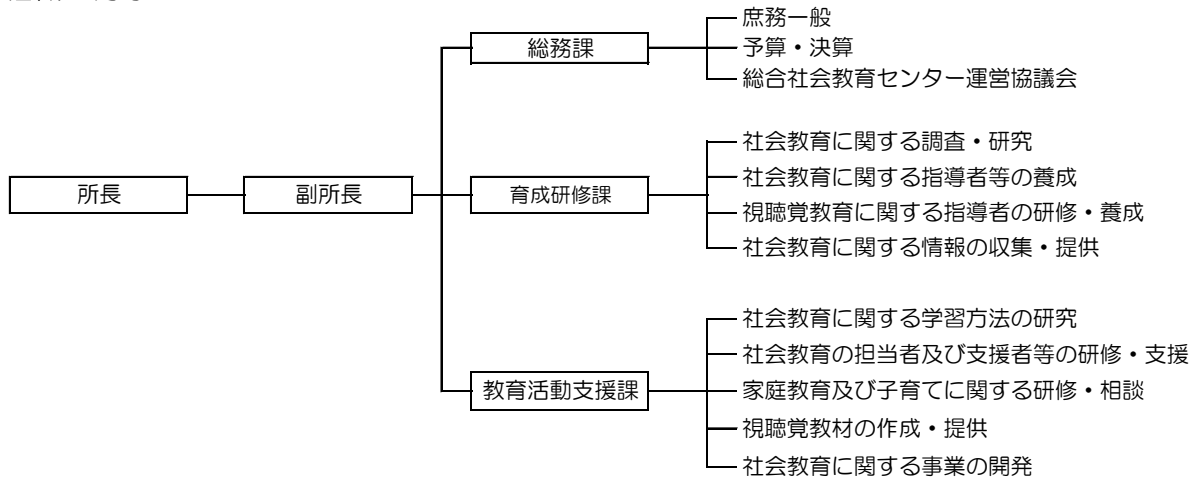 所長
副所長
総務課
庶務一般
予算・決算
総合社会教育センター運営協議会
育成研修課
社会教育に関する調査・研究
社会教育に関する指導者等の養成
視聴覚教育に関する指導者の研修・養成
社会教育に関する情報の収集・提供
教育活動支援課
社会教育に関する学習方法の研究
社会教育の担当者及び支援者等の研修・支援
家庭教育及び子育てに関する研修・相談
視聴覚教材の作成・提供
社会教育に関する事業の開発